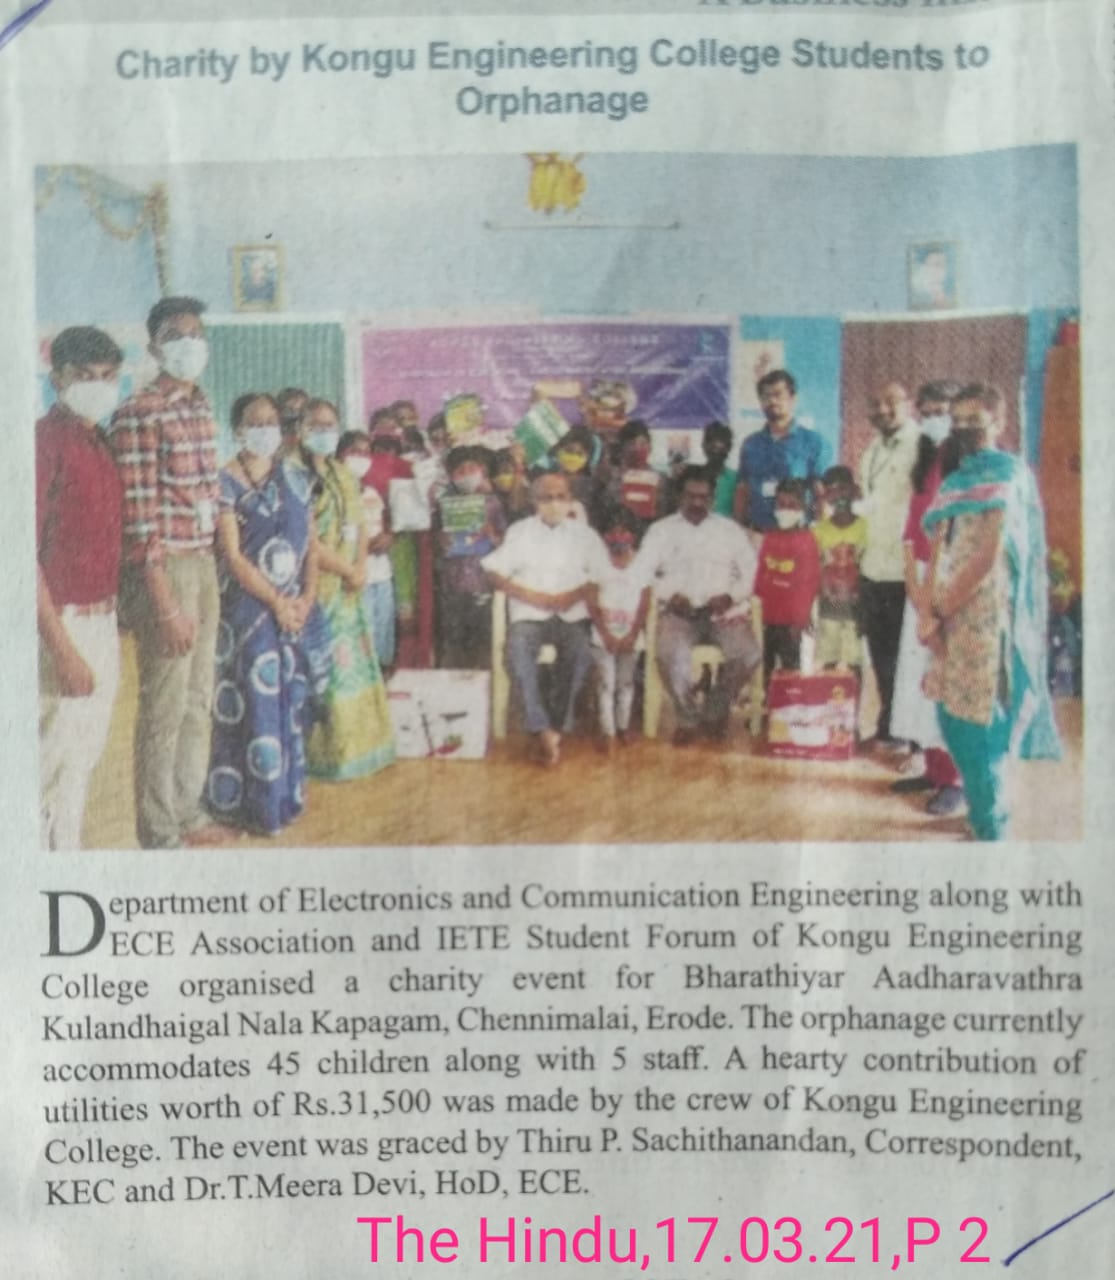 Charity by Kongu Engineering College Students to
Orphanage
Department of Electronics and Communication Engineering along with
ECE Association and IETE Student Forum of Kongu Engineering
College organised a charity event for Bharathiyar Aadharavathra
Kulandhaigal Nala Kapagam, Chennimalai, Erode. The orphanage currently
accommodates 45 children along with 5 staff. A hearty contribution of
utilities worth of Rs.31,500 was made by the crew of Kongu Engineering
College. The event was graced by Thiru P. Sachithanandan, Correspondent,
KEC and Dr.T.Meera Devi, HoD, ECE.
The Hindu,17.03.21,P 2